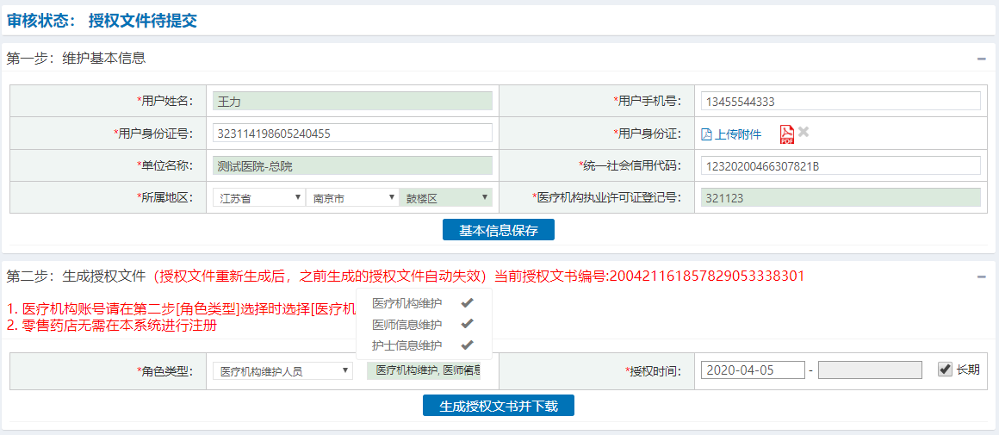 审核状态： 授权文件待提交
第一步：维护基本信息
*用户姓名： 王力 *用户手机号： 13455544333
*用户身份证号： 323114198605240455 *用户身份证： 上传附件 PDF
*单位名称： 测试医院-总院 *统一社会信用代码： 12320200466307821B
*所属地区： 江苏省 南京市 鼓楼区 *医疗机构执业许可证登记号： 321123
基本信息保存
第二步：生成授权文件（授权文件重新生成后，之前生成的授权文件自动失效）当前授权文书编号:200421161857829053338301
1. 医疗机构账号请在第二步[角色类型]选择时选择[医疗机
2. 零售药店无需在本系统进行注册
医疗机构维护
医师信息维护
护士信息维护
*角色类型： 医疗机构维护人员 医疗机构维护, 医师信息 *授权时间： 2020-04-05 - 长期
生成授权文书并下载